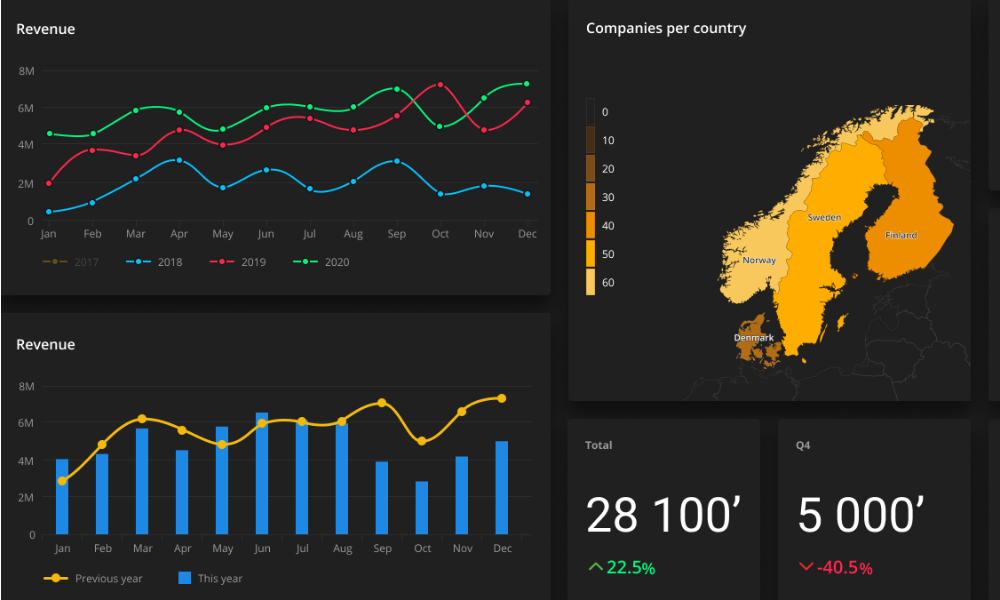 Revenue
8M
6M
4M
2M
0
Jan Feb Mar Apr May Jun Jul Aug Sep Oct Nov Dec
2017 2018 2019 2020
Revenue
8M
6M
4M
2M
0
Jan Feb Mar Apr May Jun Jul Aug Sep Oct Nov Dec
Previous year This year
Companies per country
0
10
20
30
40
50
60
Sweden
Finland
Norway
Denmark
Total
28 100’
22.5%
Q4
5 000’
-40.5%